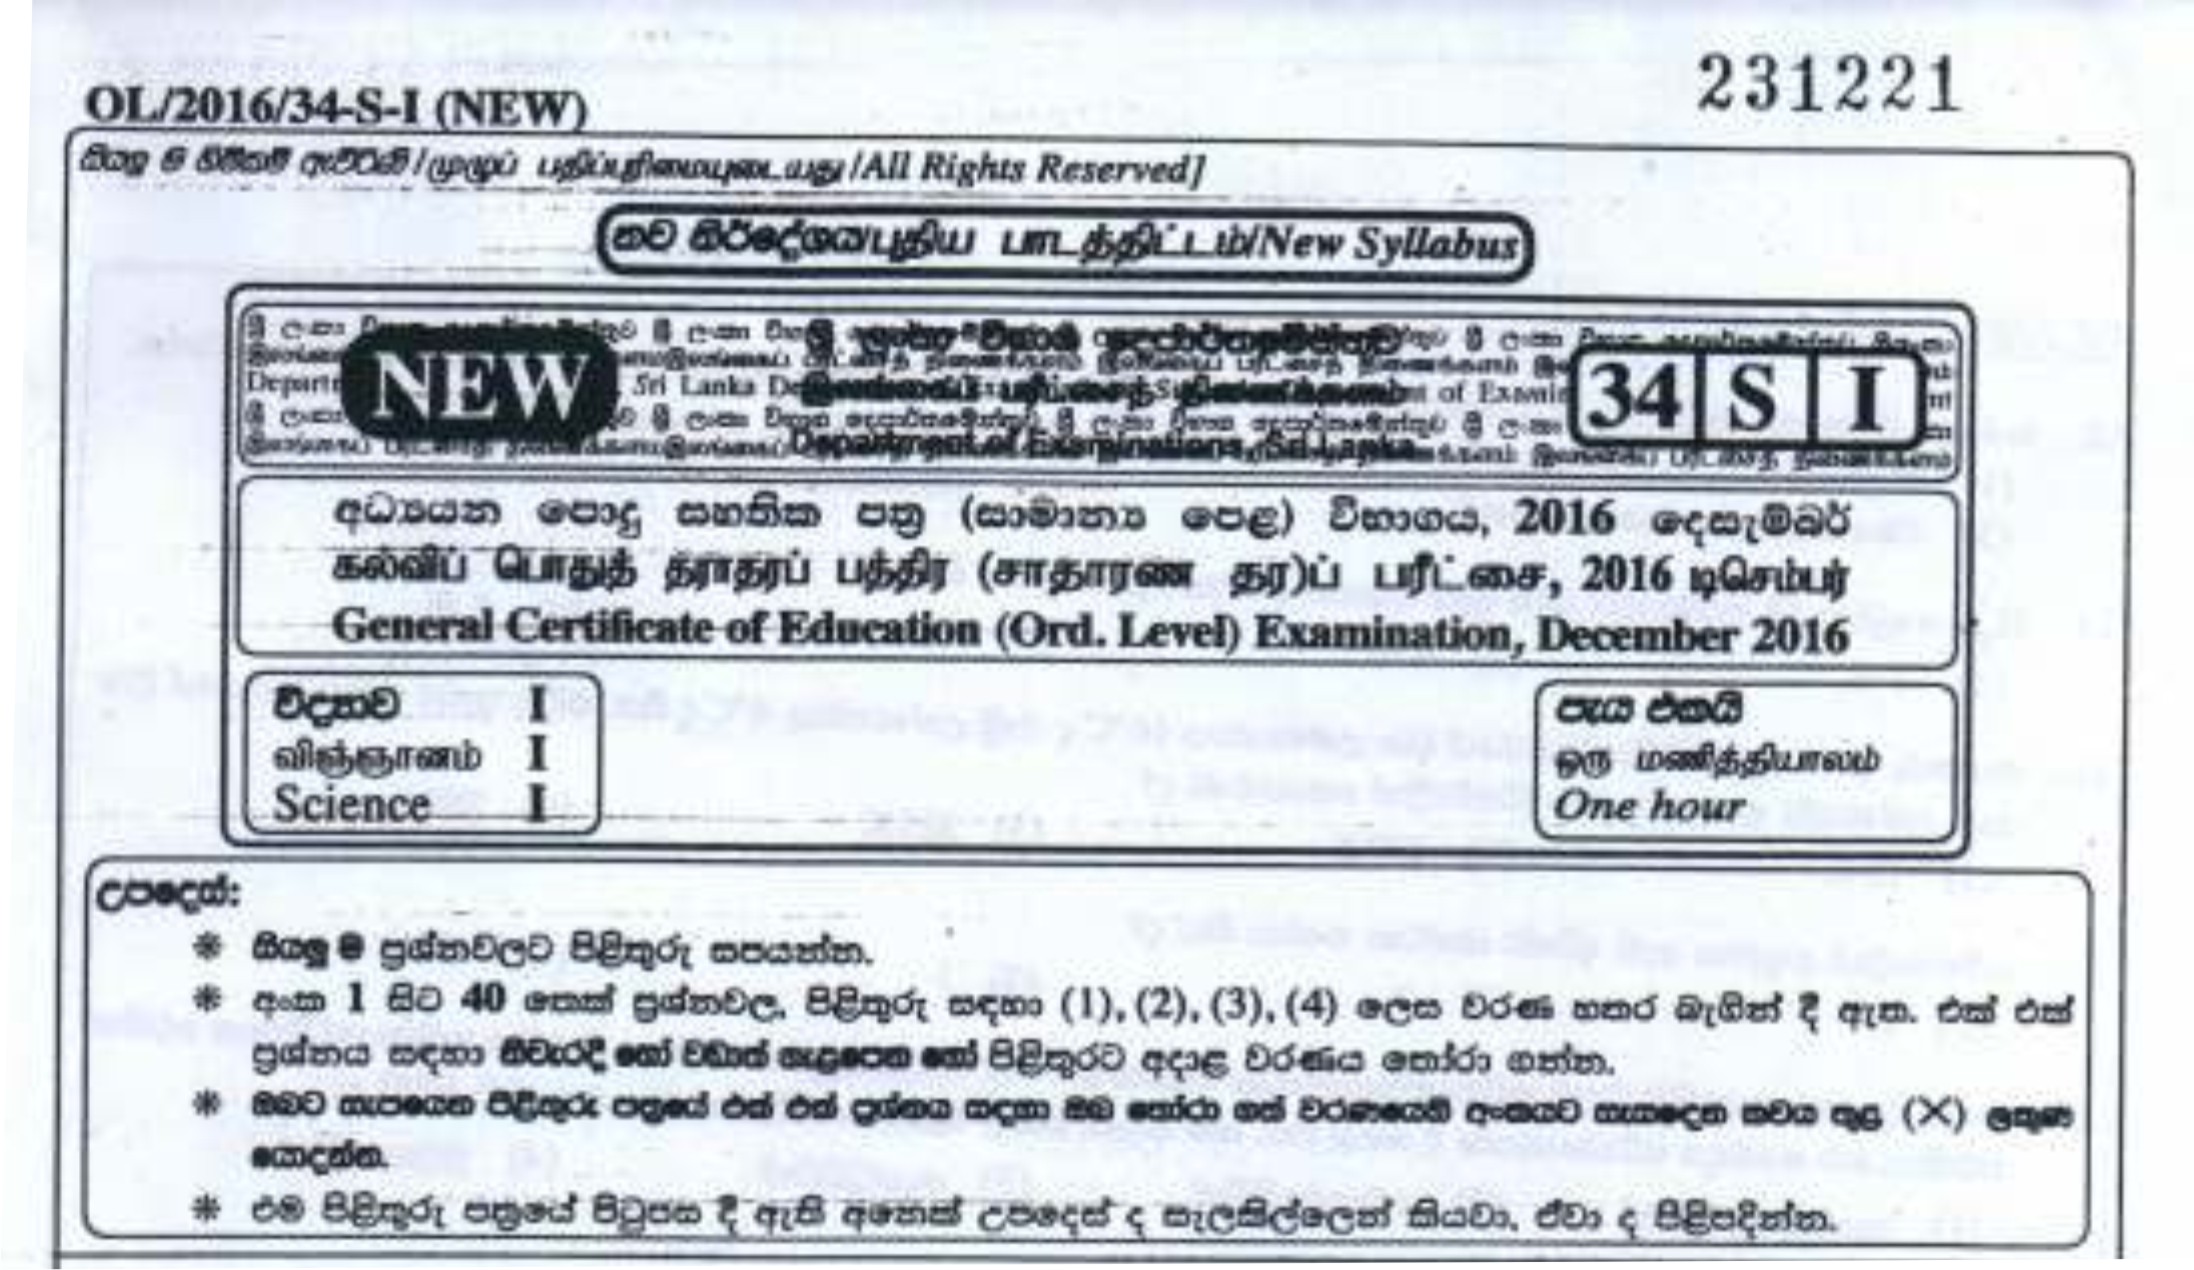 231221
OL/2016/34-S-I (NEW)
සියලු ම හිමිකම් ඇවිරිණි/முழுப் பதிப்புரிமையுடையது/All Rights Reserved]
නව නිර්දේශය/புதிய பாடத்திட்டம்/New Syllabus
NEW
ශ්‍රී ලංකා විභාග දෙපාර්තමේන්තුව
இலங்கைப் பரீட்சைத் திணைக்களம்
Department of Examinations, Sri Lanka
34 S I
අධ්‍යයන පොදු සහතික පත්‍ර (සාමාන්‍ය පෙළ) විභාගය, 2016 දෙසැම්බර්
கல்விப் பொதுத் தராதரப் பத்திர (சாதாரண தர)ப் பரீட்சை, 2016 டிசெம்பர்
General Certificate of Education (Ord. Level) Examination, December 2016
විද්‍යාව I
விஞ்ஞானம் I
Science I
පැය එකයි
ஒரு மணித்தியாலம்
One hour
උපදෙස්:
* සියලු ම ප්‍රශ්නවලට පිළිතුරු සපයන්න.
* අංක 1 සිට 40 තෙක් ප්‍රශ්නවල, පිළිතුරු සඳහා (1), (2), (3), (4) ලෙස වරණ හතර බැගින් දී ඇත. එක් එක්
ප්‍රශ්නය සඳහා නිවැරදි හෝ වඩාත් ගැළපෙන හෝ පිළිතුරට අදාළ වරණය තෝරා ගන්න.
* ඔබට සැපයෙන පිළිතුරු පත්‍රයේ එක් එක් ප්‍රශ්නය සඳහා ඔබ තෝරා ගත් වරණයෙහි අංකයට සැසඳෙන කවය තුළ (X) ලකුණ
යොදන්න.
* එම පිළිතුරු පත්‍රයේ පිටුපස දී ඇති අනෙක් උපදෙස් ද සැලකිල්ලෙන් කියවා, ඒවා ද පිළිපදින්න.